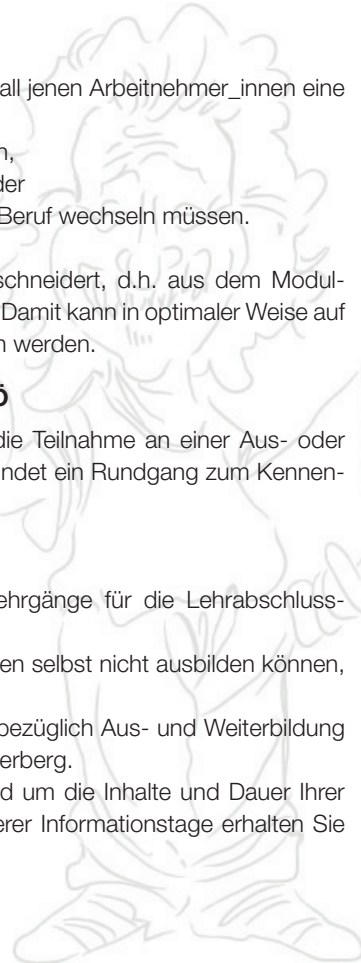 all jenen Arbeitnehmer_innen eine
der
Beruf wechseln müssen.
schneidert, d.h. aus dem Modul-
Damit kann in optimaler Weise auf
werden.
die Teilnahme an einer Aus- oder
ndet ein Rundgang zum Kennen-
ehrgänge für die Lehrabschluss-
en selbst nicht ausbilden können,
bezüglich Aus- und Weiterbildung
erberg.
d um die Inhalte und Dauer Ihrer
erer Informationstage erhalten Sie